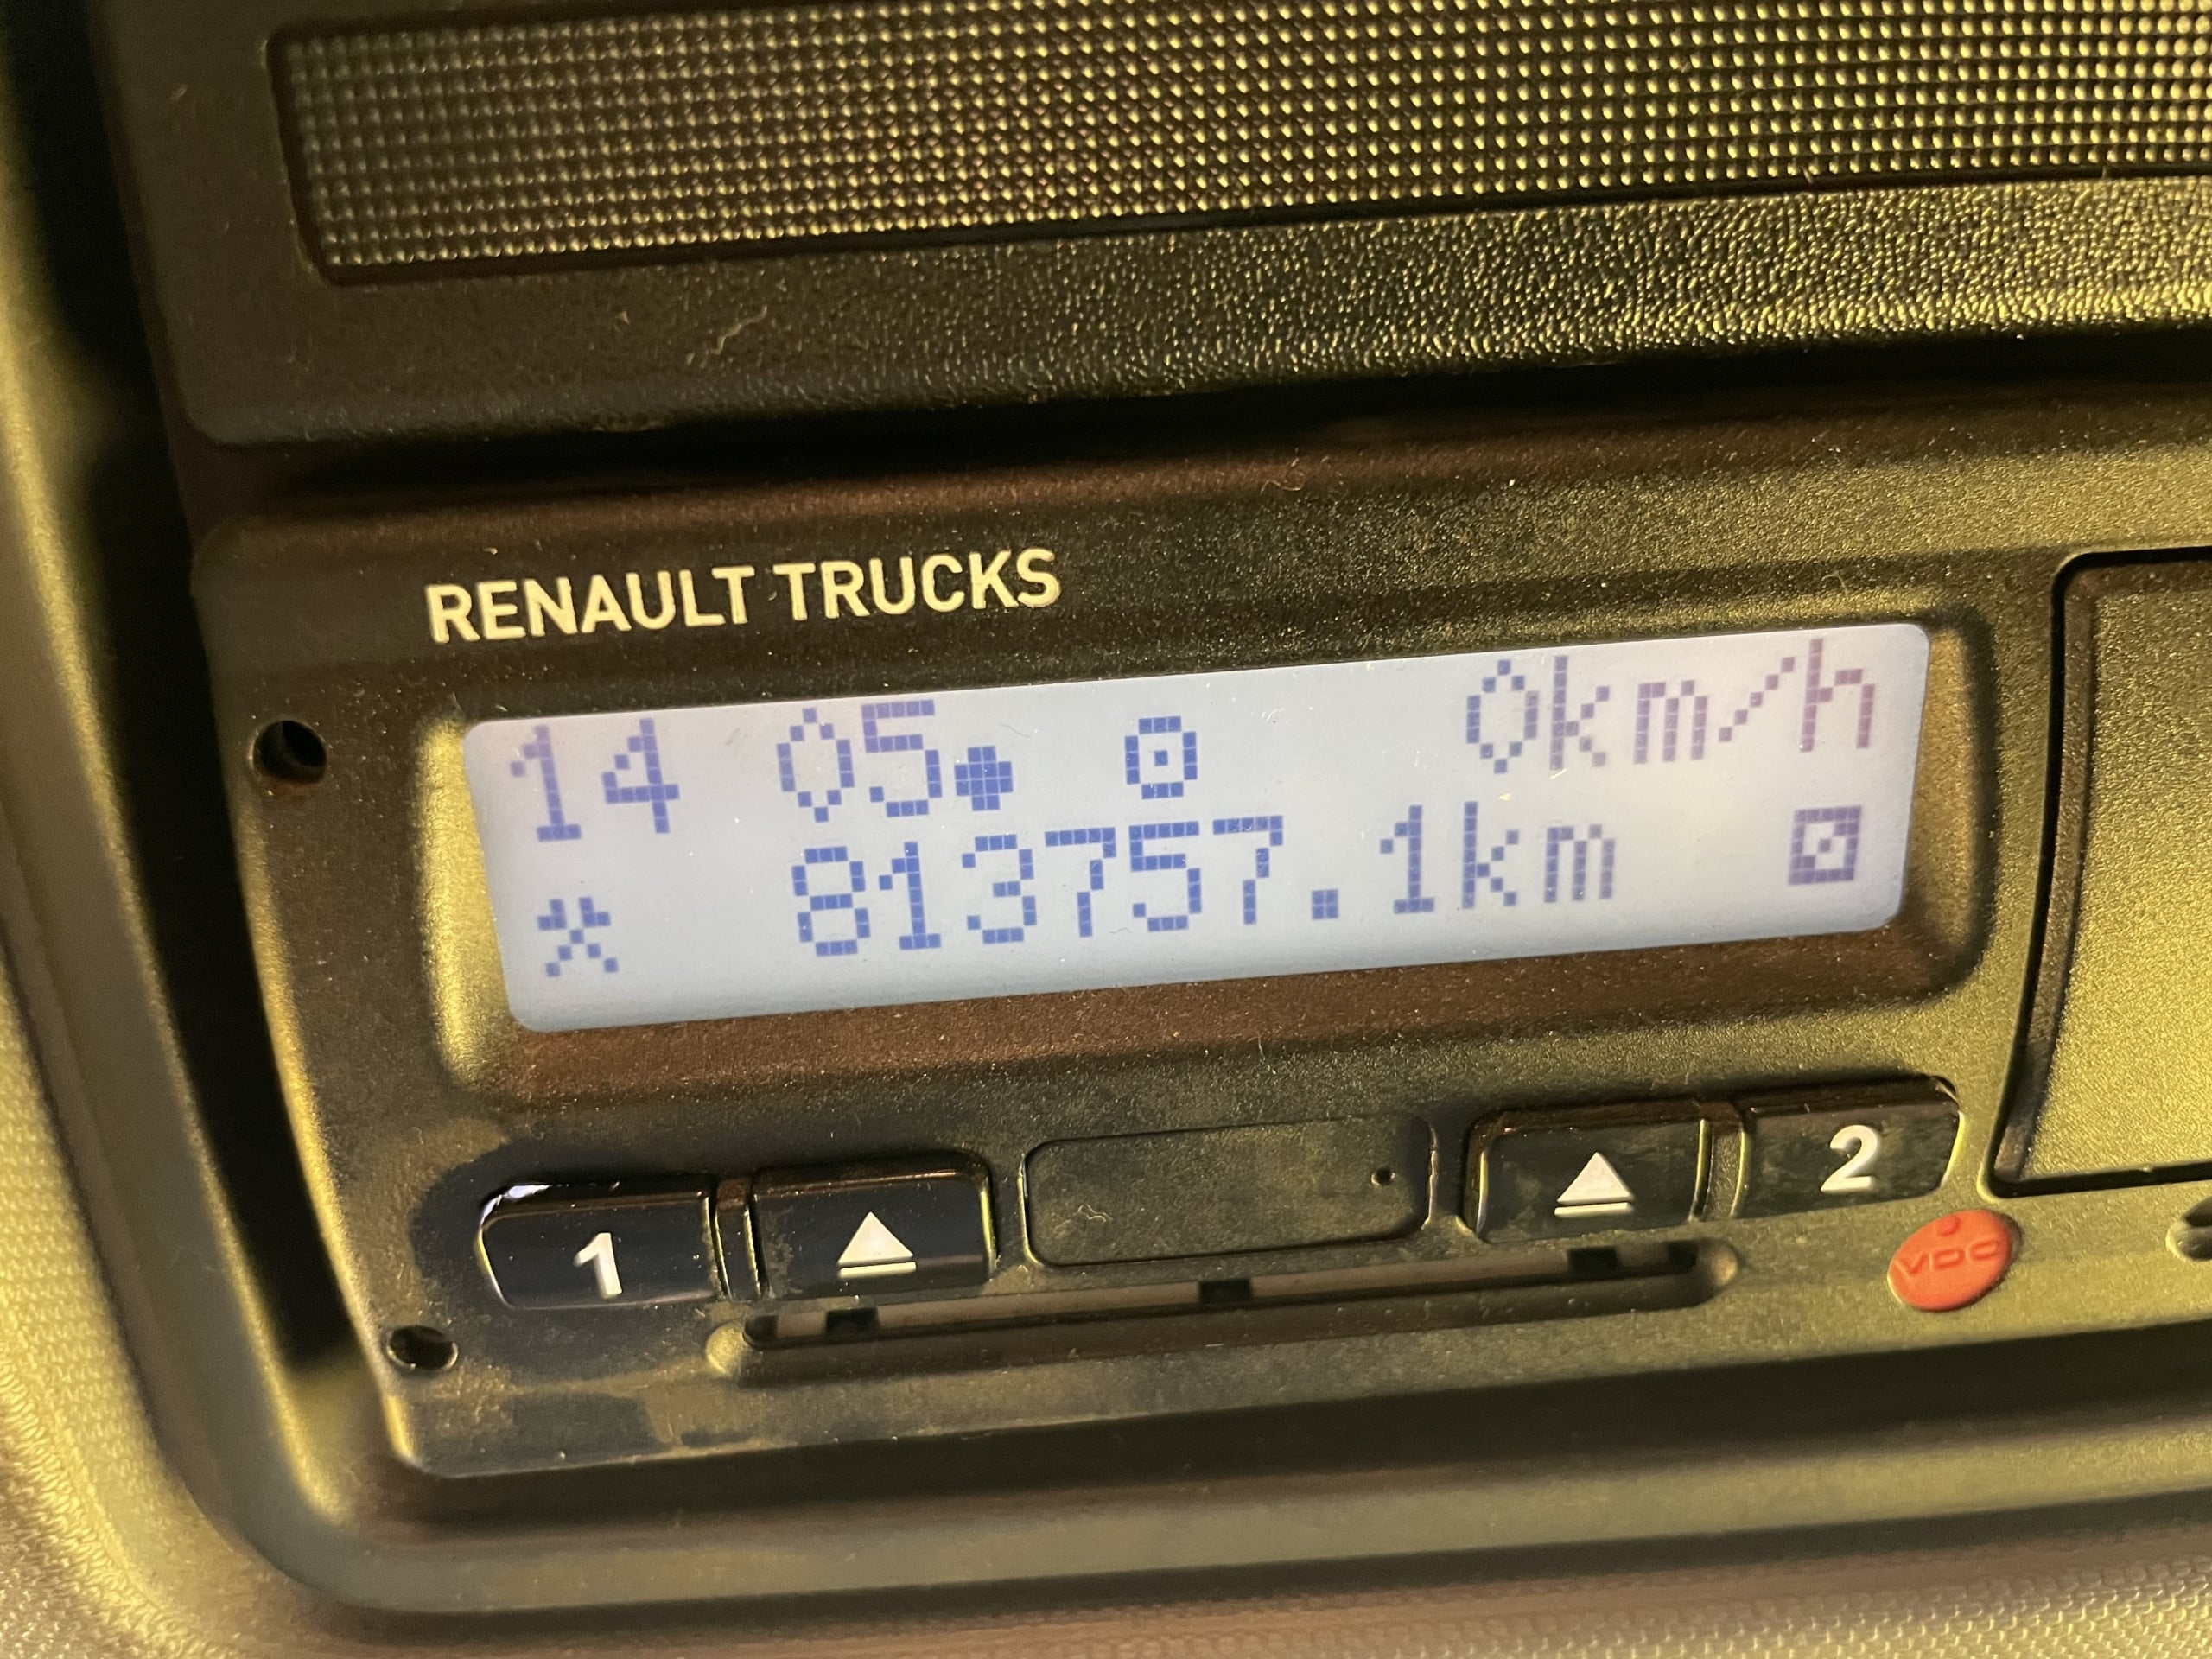 RENAULT TRUCKS
14 05 0km/h
813757.1km
1 2
VDO